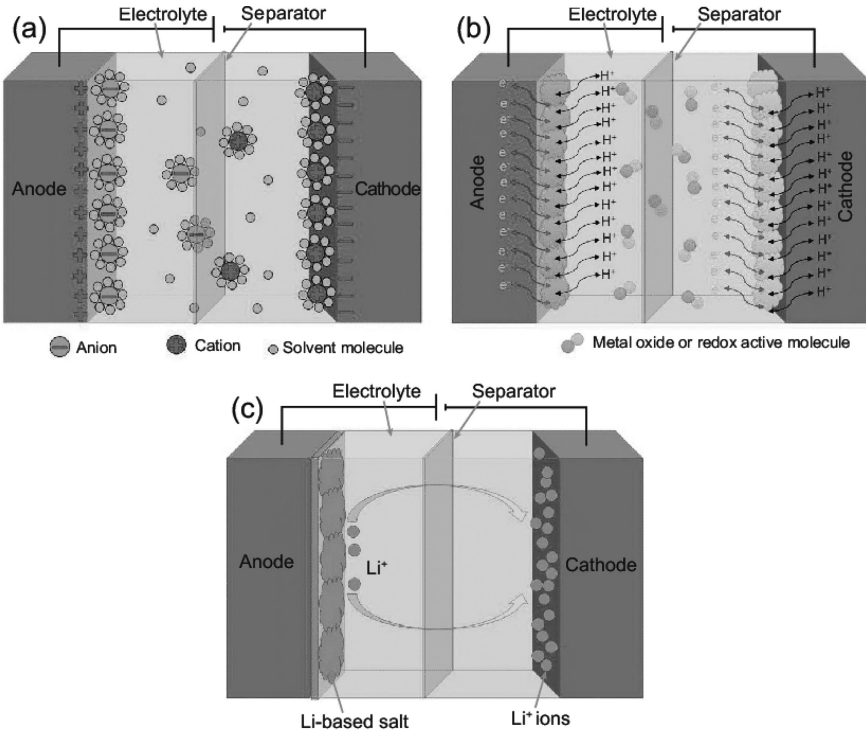 (a)
Electrolyte
Separator
Anode
Cathode
Anion
Cation
Solvent molecule
(b)
Electrolyte
Separator
Anode
Cathode
e⁻
e⁻
e⁻
e⁻
e⁻
e⁻
e⁻
e⁻
e⁻
e⁻
e⁻
e⁻
e⁻
H⁺
H⁺
H⁺
H⁺
H⁺
H⁺
H⁺
H⁺
H⁺
H⁺
H⁺
H⁺
H⁺
e⁻
e⁻
e⁻
e⁻
e⁻
e⁻
e⁻
e⁻
e⁻
e⁻
e⁻
e⁻
e⁻
H⁺
H⁺
H⁺
H⁺
H⁺
H⁺
H⁺
H⁺
H⁺
H⁺
H⁺
H⁺
H⁺
Metal oxide or redox active molecule
(c)
Electrolyte
Separator
Anode
Li⁺
Cathode
Li-based salt
Li⁺ ions